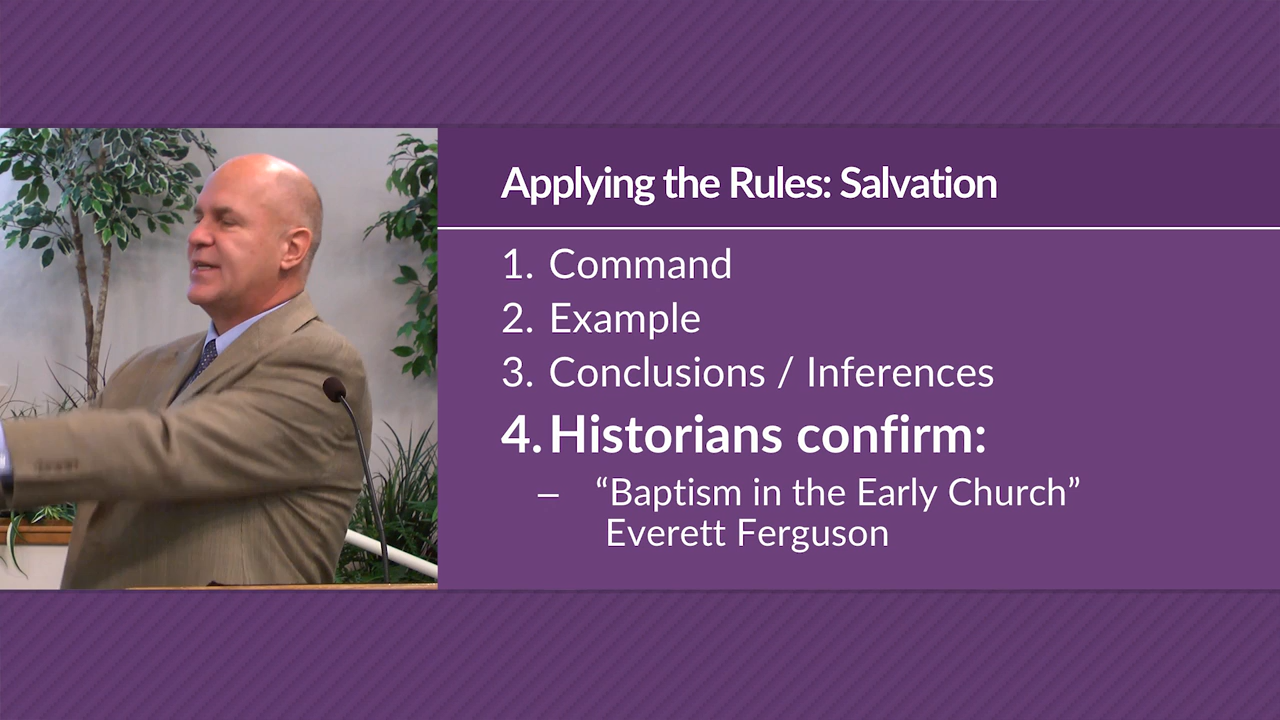 Applying the Rules: Salvation
1. Command
2. Example
3. Conclusions / Inferences
4. Historians confirm:
– “Baptism in the Early Church”
Everett Ferguson